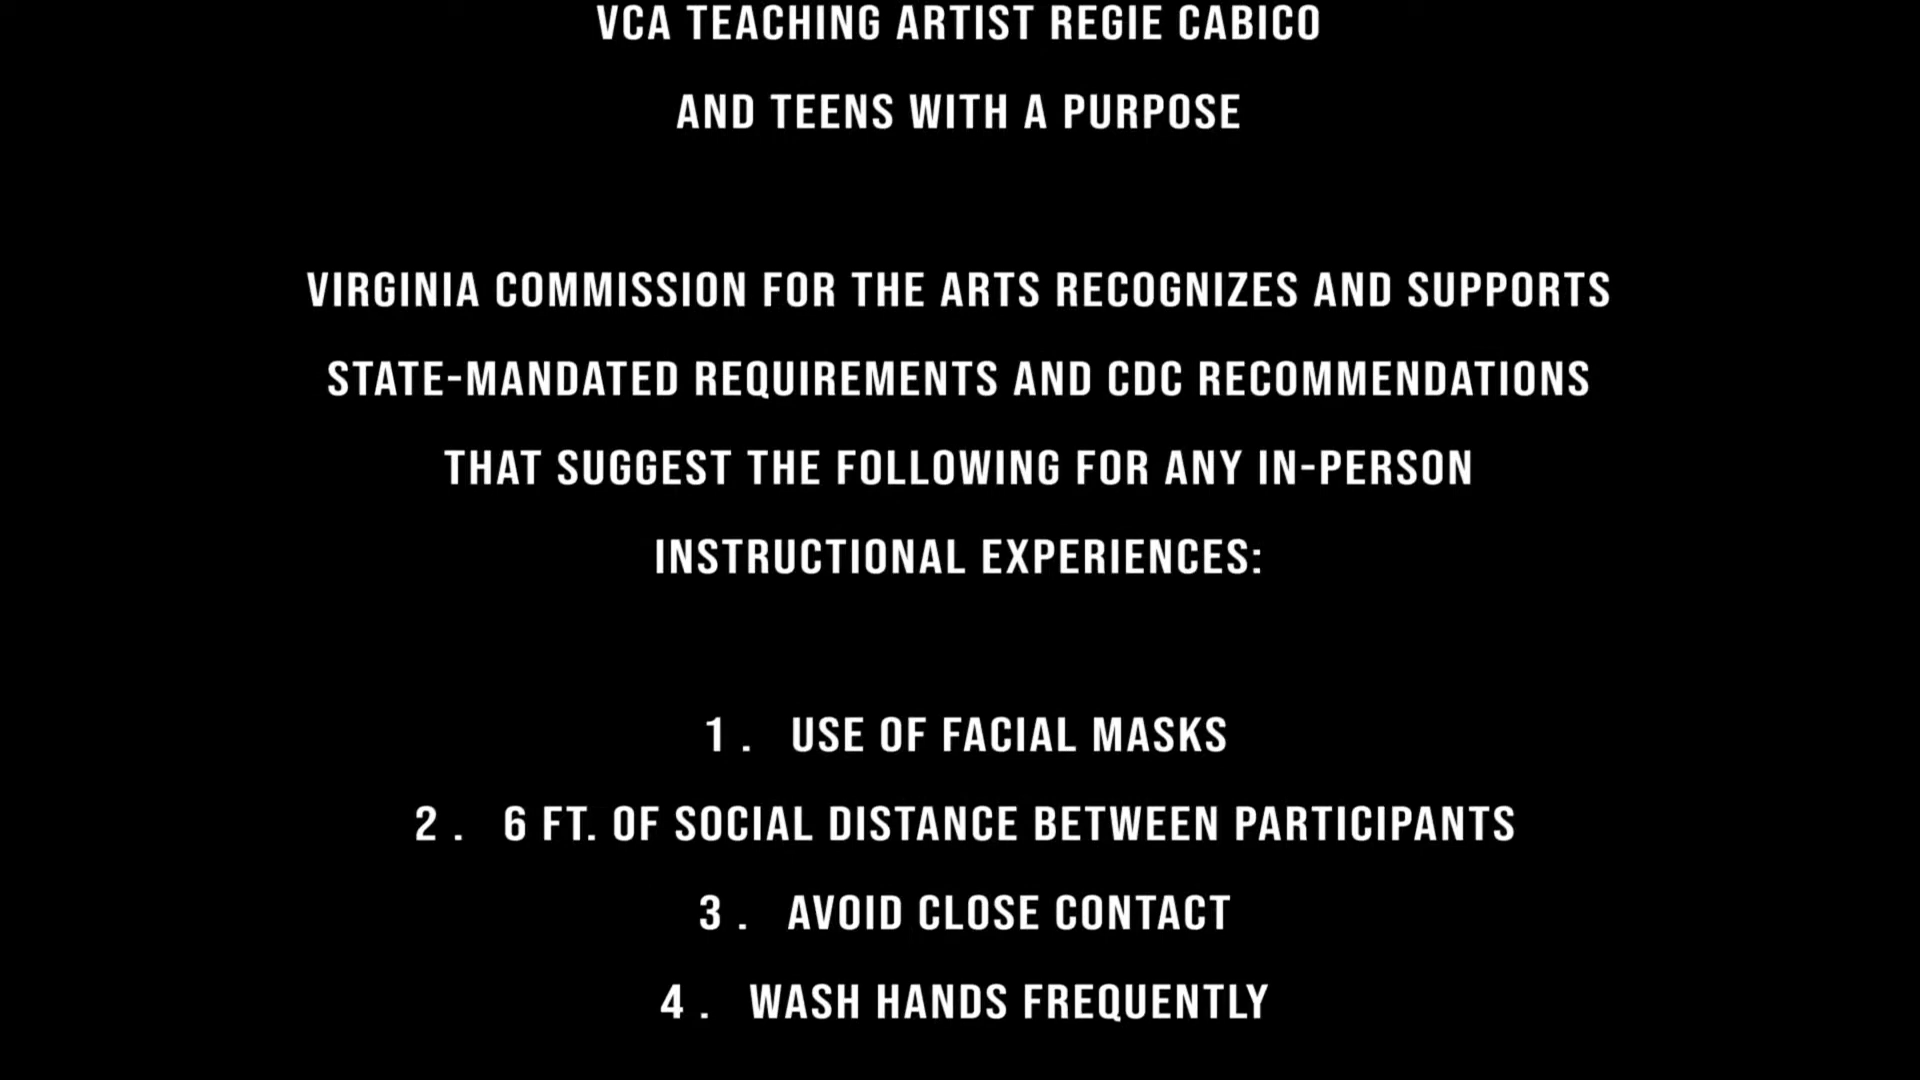 VCA TEACHING ARTIST REGIE CABICO
AND TEENS WITH A PURPOSE
VIRGINIA COMMISSION FOR THE ARTS RECOGNIZES AND SUPPORTS
STATE-MANDATED REQUIREMENTS AND CDC RECOMMENDATIONS
THAT SUGGEST THE FOLLOWING FOR ANY IN-PERSON
INSTRUCTIONAL EXPERIENCES:
1. USE OF FACIAL MASKS
2. 6 FT. OF SOCIAL DISTANCE BETWEEN PARTICIPANTS
3. AVOID CLOSE CONTACT
4. WASH HANDS FREQUENTLY